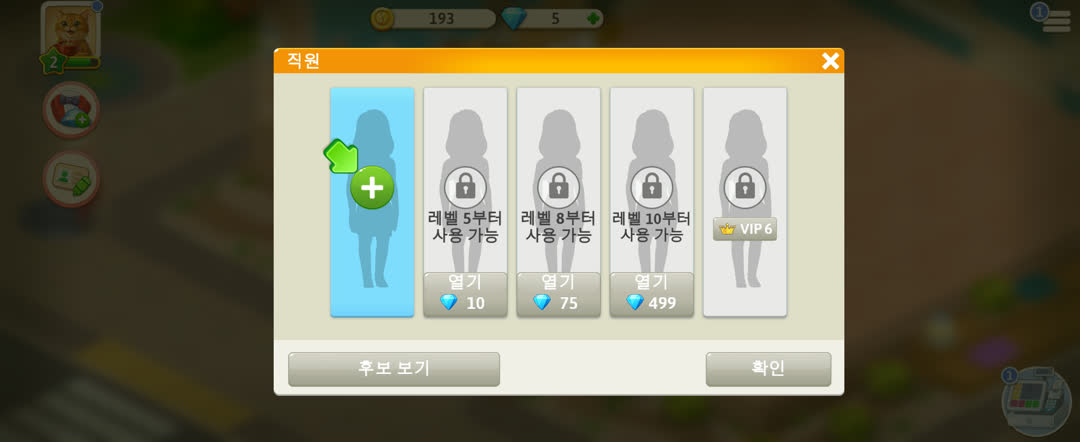 193
5
1
2
직원
레벨 5부터
사용 가능
레벨 8부터
사용 가능
레벨 10부터
사용 가능
VIP 6
열기
10
열기
75
열기
499
후보 보기
확인
1